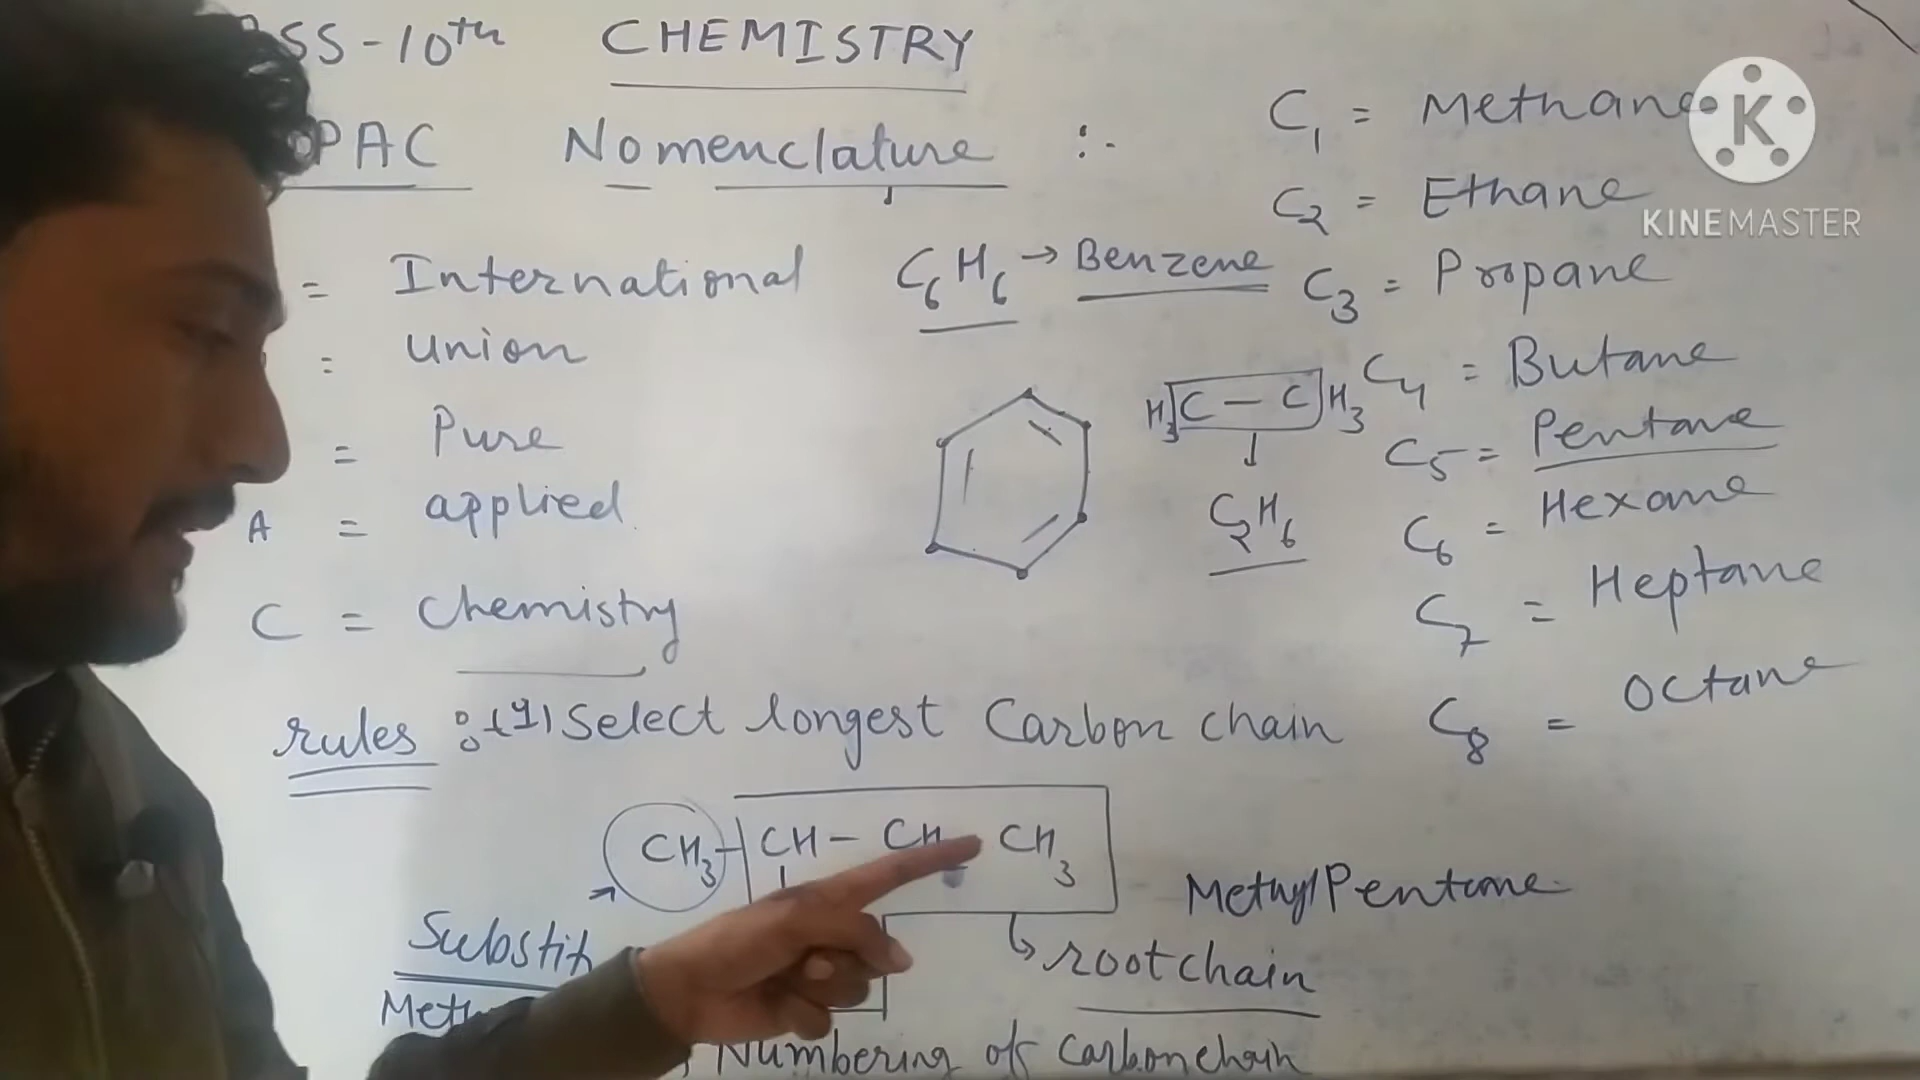 SS-10th CHEMISTRY
PAC Nomenclature :-
= International
: union
= Pure
A = applied
C = Chemistry
C6H6 → Benzene
H3C - CH3
C2H6
C1 = Methane
C2 = Ethane
C3 = Propane
C4 = Butane
C5 = Pentane
C6 = Hexane
C7 = Heptane
C8 = Octane
K
KINEMASTER
rules : (1) Select longest Carbon chain
CH3 - CH - CH CH3
MethylPentane
Substit
root chain
Meth
Numbering of Carbon chain